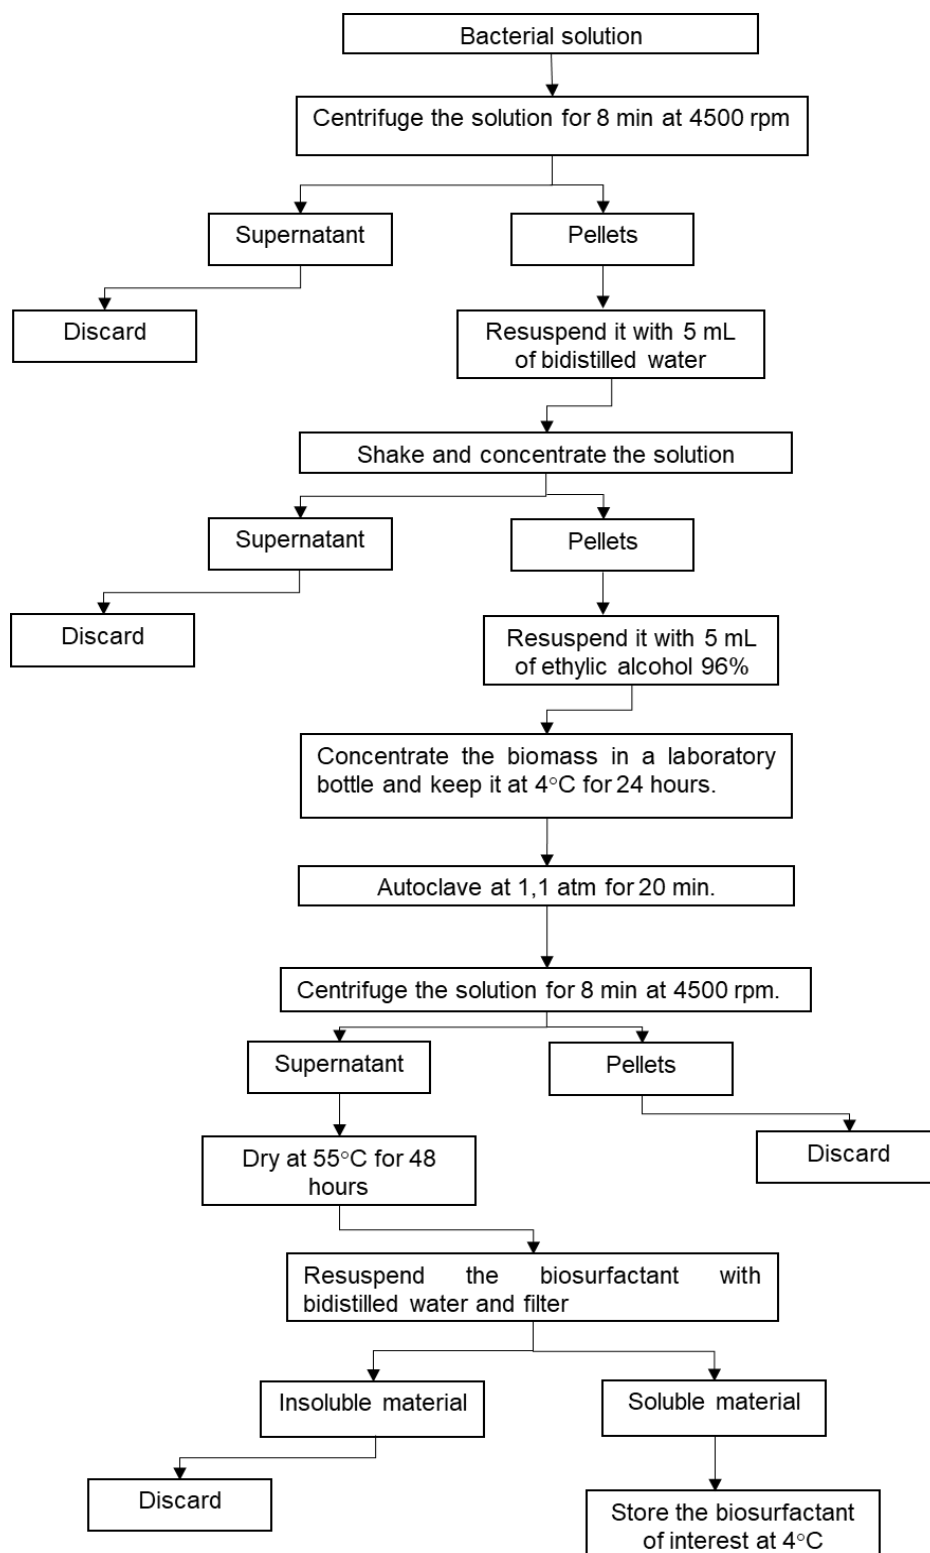 Bacterial solution
Centrifuge the solution for 8 min at 4500 rpm
Supernatant
Pellets
Discard
Resuspend it with 5 mL
of bidistilled water
Shake and concentrate the solution
Supernatant
Pellets
Discard
Resuspend it with 5 mL
of ethylic alcohol 96%
Concentrate the biomass in a laboratory
bottle and keep it at 4°C for 24 hours.
Autoclave at 1,1 atm for 20 min.
Centrifuge the solution for 8 min at 4500 rpm.
Supernatant
Pellets
Discard
Dry at 55°C for 48
hours
Resuspend the biosurfactant with
bidistilled water and filter
Insoluble material
Soluble material
Discard
Store the biosurfactant
of interest at 4°C